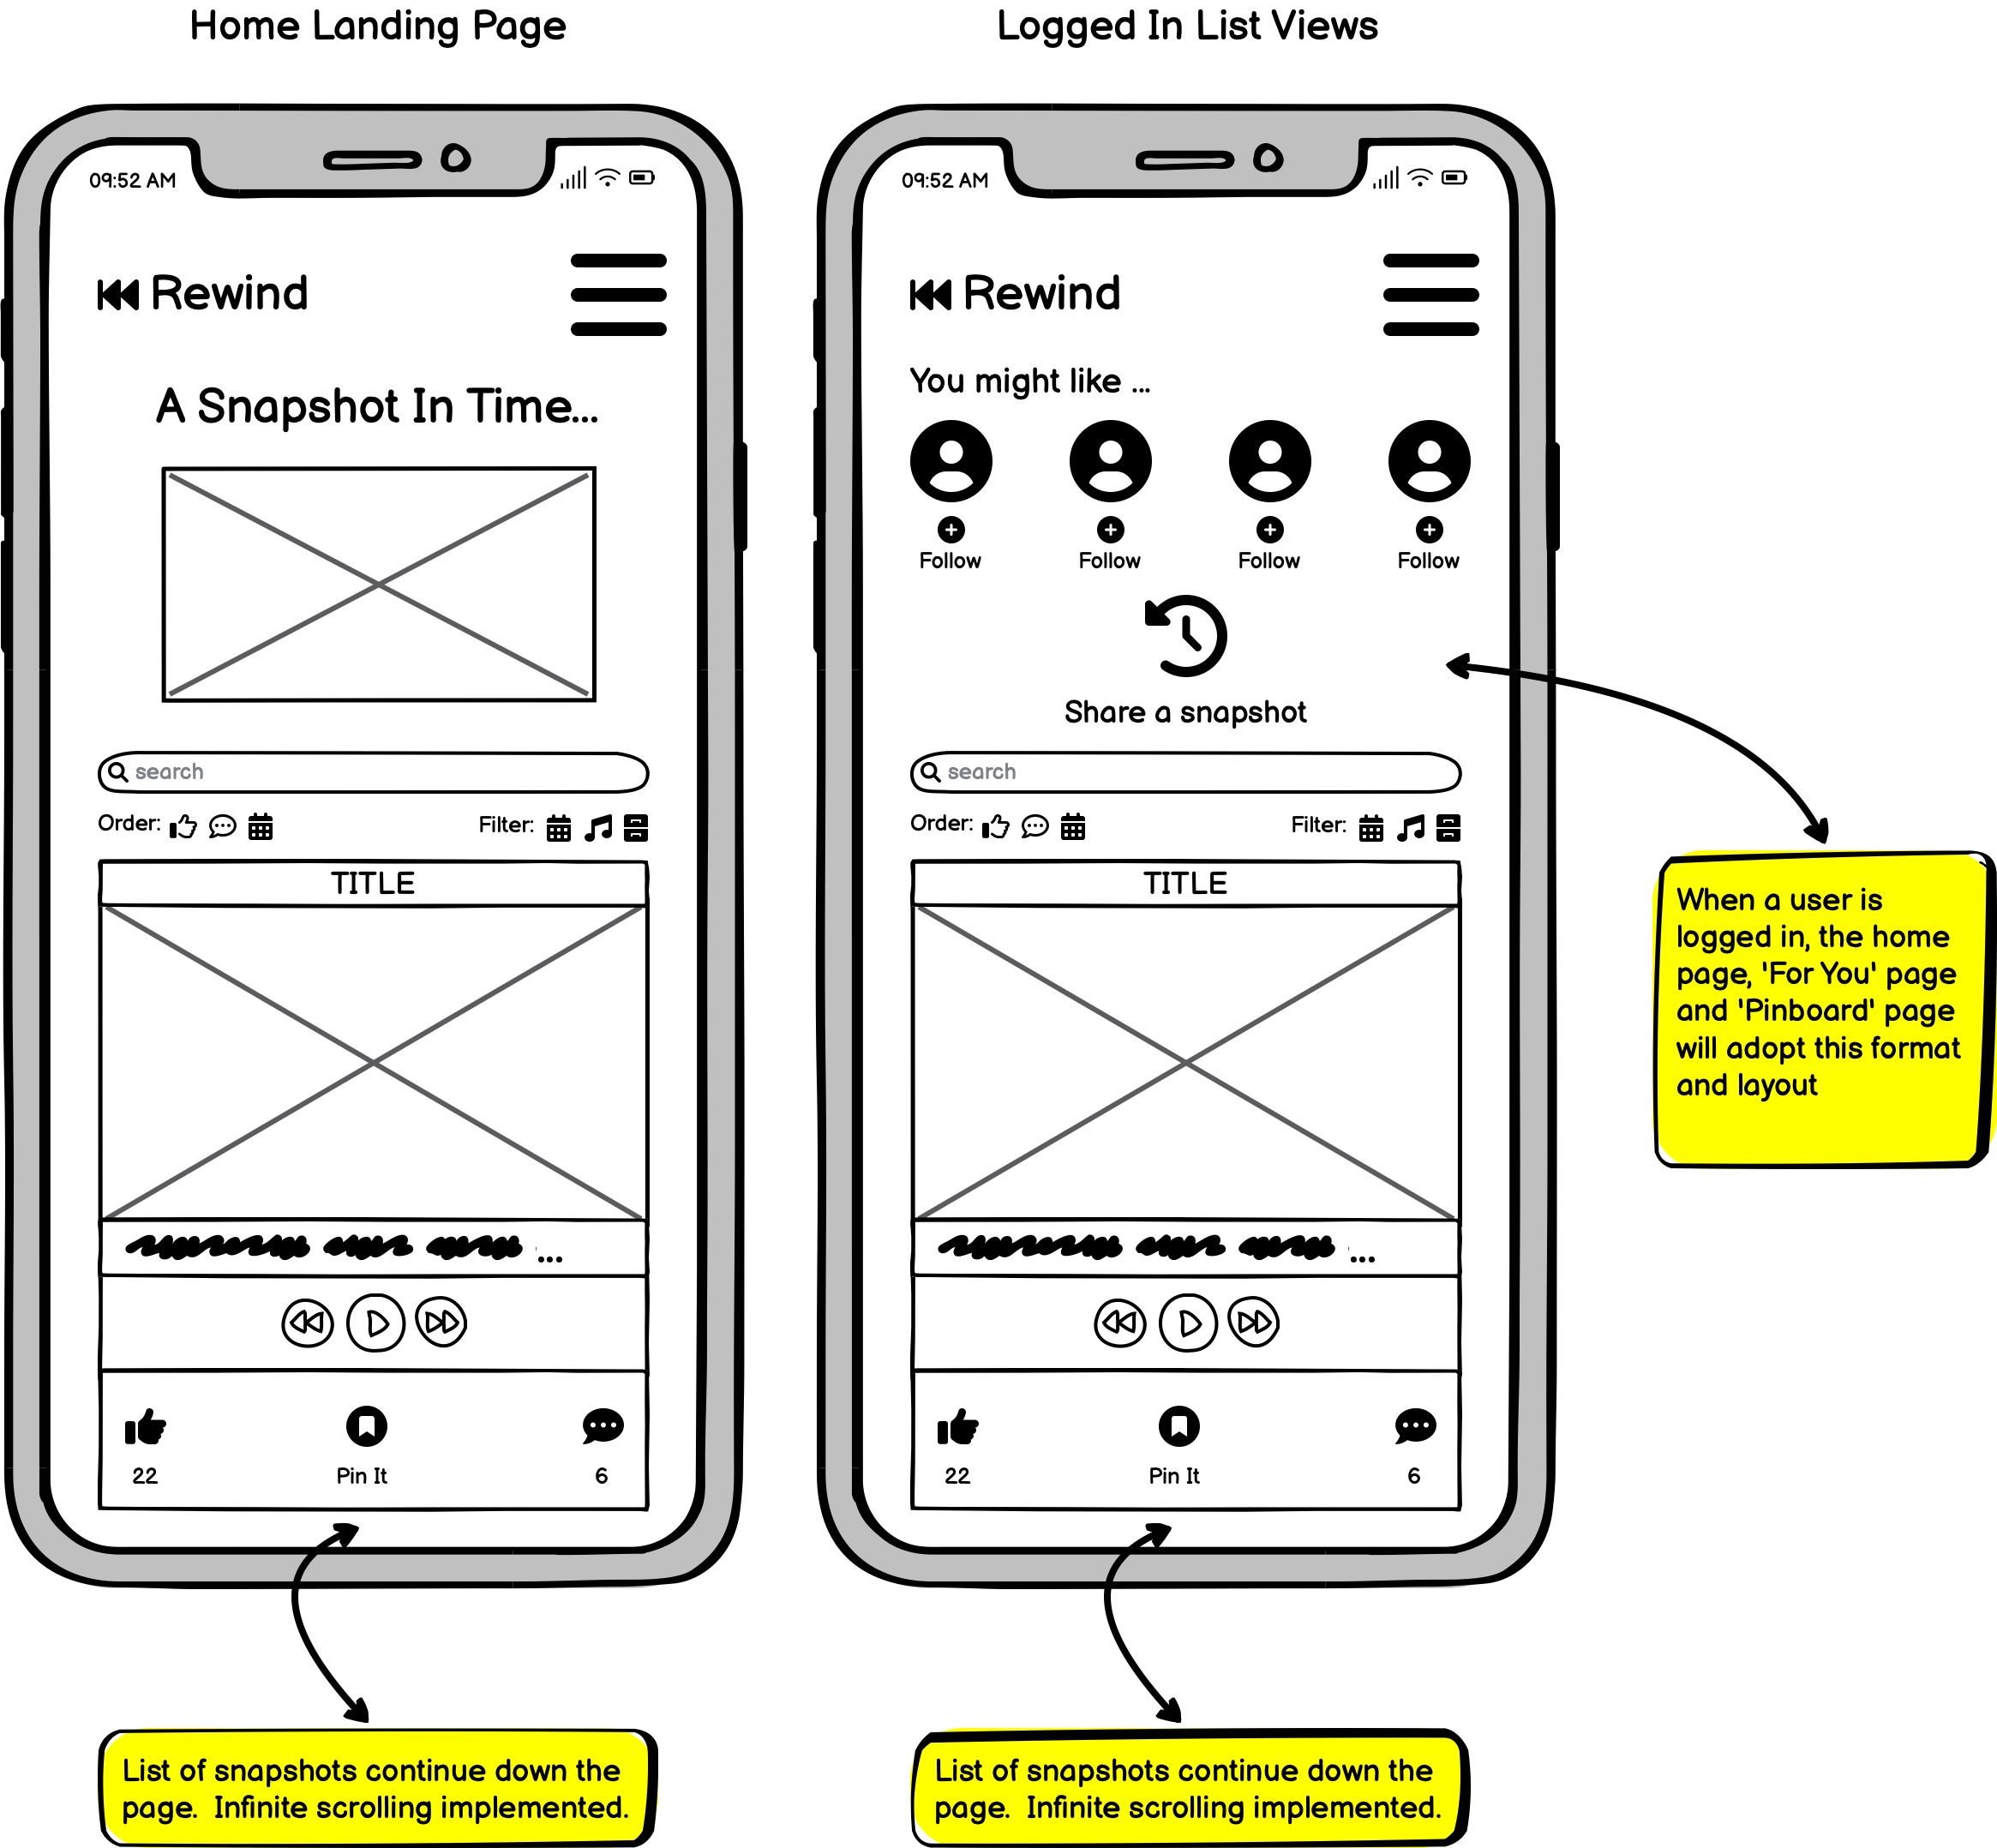 Home Landing Page
09:52 AM
Rewind
A Snapshot In Time...
search
Order:
Filter:
TITLE
...
22
Pin It
6
List of snapshots continue down the
page. Infinite scrolling implemented.
Logged In List Views
09:52 AM
Rewind
You might like ...
Follow
Follow
Follow
Follow
Share a snapshot
search
Order:
Filter:
TITLE
...
22
Pin It
6
List of snapshots continue down the
page. Infinite scrolling implemented.
When a user is
logged in, the home
page, 'For You' page
and 'Pinboard' page
will adopt this format
and layout